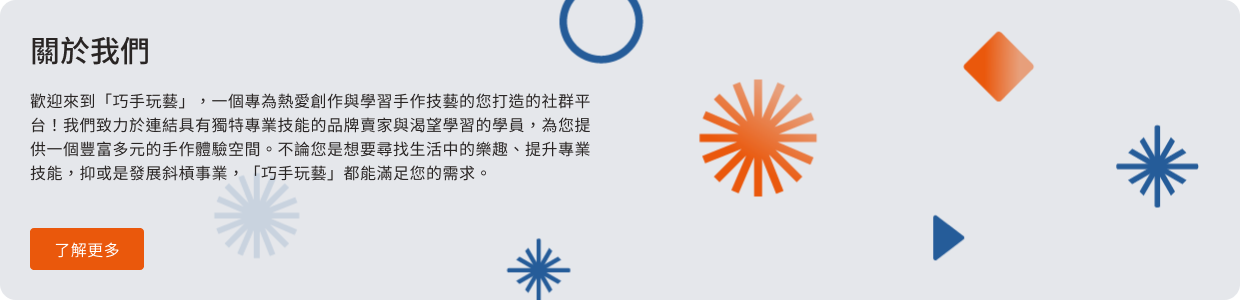 關於我們
歡迎來到「巧手玩藝」，一個專為熱愛創作與學習手作技藝的您打造的社群平
台！我們致力於連結具有獨特專業技能的品牌賣家與渴望學習的學員，為您提
供一個豐富多元的手作體驗空間。不論您是想要尋找生活中的樂趣、提升專業
技能，抑或是發展斜槓事業，「巧手玩藝」都能滿足您的需求。
了解更多